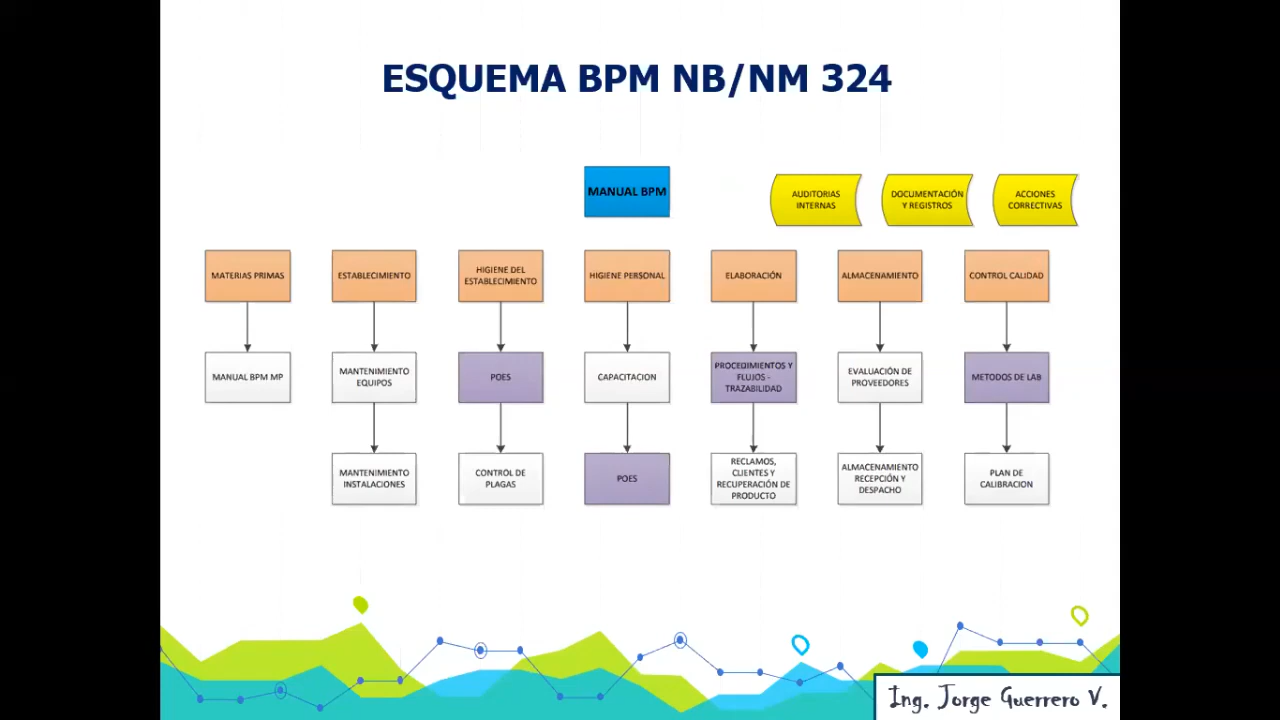 ESQUEMA BPM NB/NM 324
MANUAL BPM
AUDITORIAS
INTERNAS
DOCUMENTACIÓN
Y REGISTROS
ACCIONES
CORRECTIVAS
MATERIAS PRIMAS
ESTABLECIMIENTO
HIGIENE DEL
ESTABLECIMIENTO
HIGIENE PERSONAL
ELABORACIÓN
ALMACENAMIENTO
CONTROL CALIDAD
MANUAL BPM MP
MANTENIMIENTO
EQUIPOS
POES
CAPACITACION
PROCEDIMIENTOS Y
FLUJOS -
TRAZABILIDAD
EVALUACIÓN DE
PROVEEDORES
METODOS DE LAB
MANTENIMIENTO
INSTALACIONES
CONTROL DE
PLAGAS
POES
RECLAMOS,
CLIENTES Y
RECUPERACIÓN DE
PRODUCTO
ALMACENAMIENTO
RECEPCIÓN Y
DESPACHO
PLAN DE
CALIBRACION
Ing. Jorge Guerrero V.